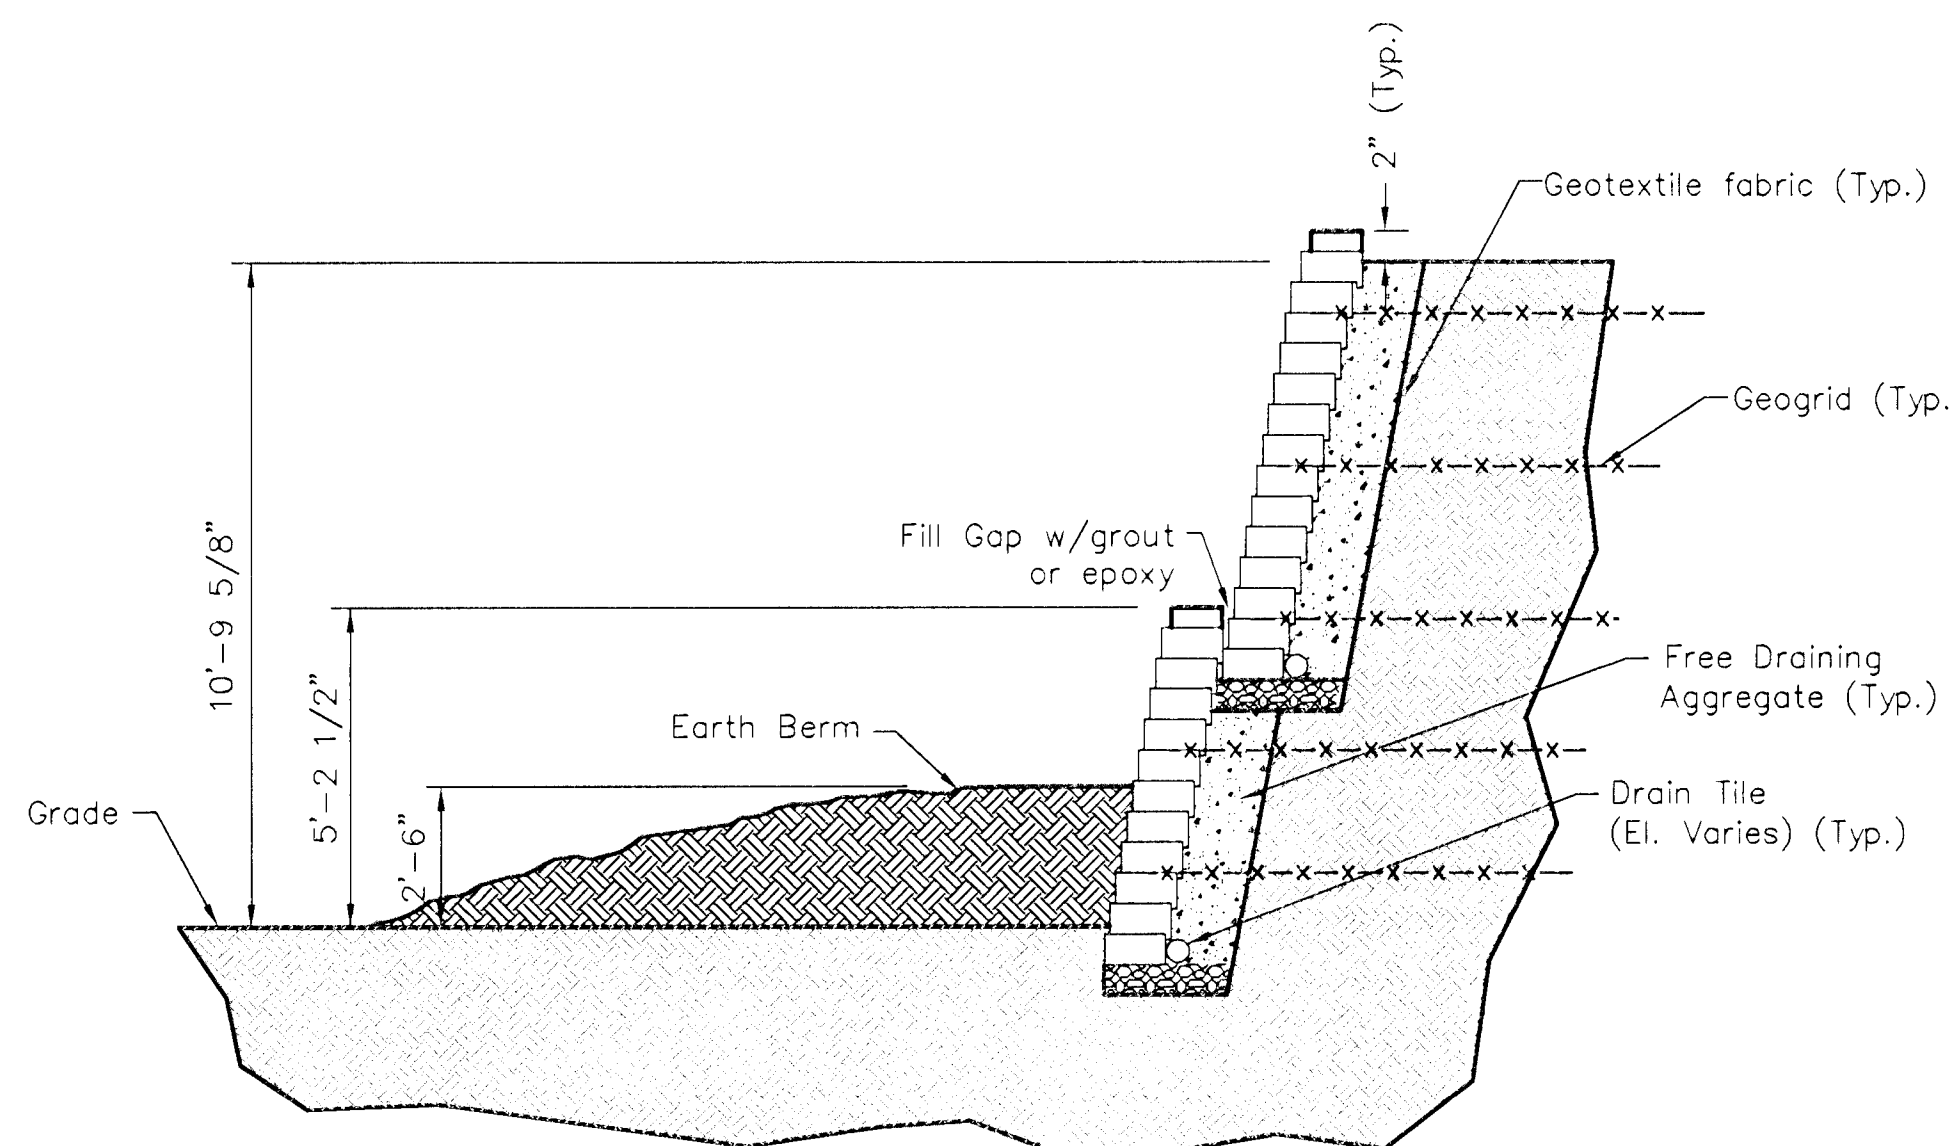 2" (Typ.)
Geotextile fabric (Typ.)
Geogrid (Typ.
Fill Gap w/grout
or epoxy
10'-9 5/8"
5'-2 1/2"
Free Draining
Aggregate (Typ.)
Earth Berm
Drain Tile
(El. Varies) (Typ.)
Grade
2'-6"